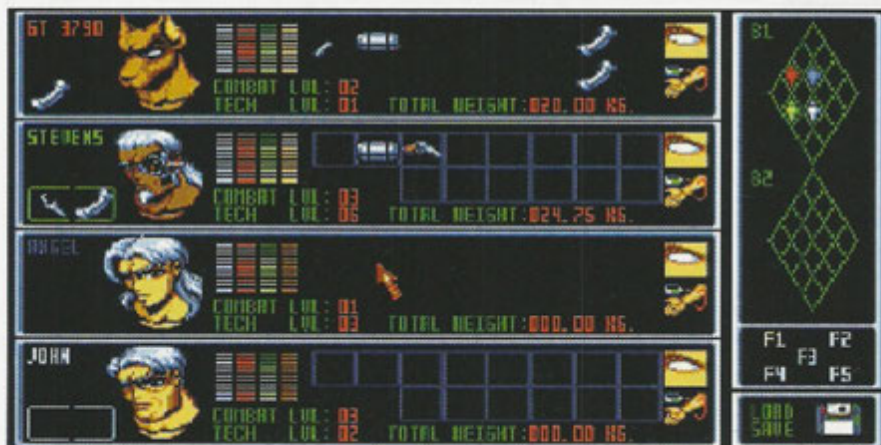 GT 3790
COMBAT LVL: 02
TECH LVL: 01 TOTAL WEIGHT:020.00 KG.
STEVENS
COMBAT LVL: 03
TECH LVL: 06 TOTAL WEIGHT:024.75 KG.
ANGEL
COMBAT LVL: 01
TECH LVL: 03 TOTAL WEIGHT:000.00 KG.
JOHN
COMBAT LVL: 03
TECH LVL: 02 TOTAL WEIGHT:000.00 KG.
B1
B2
F1 F2
F3
F4 F5
LOAD
SAVE